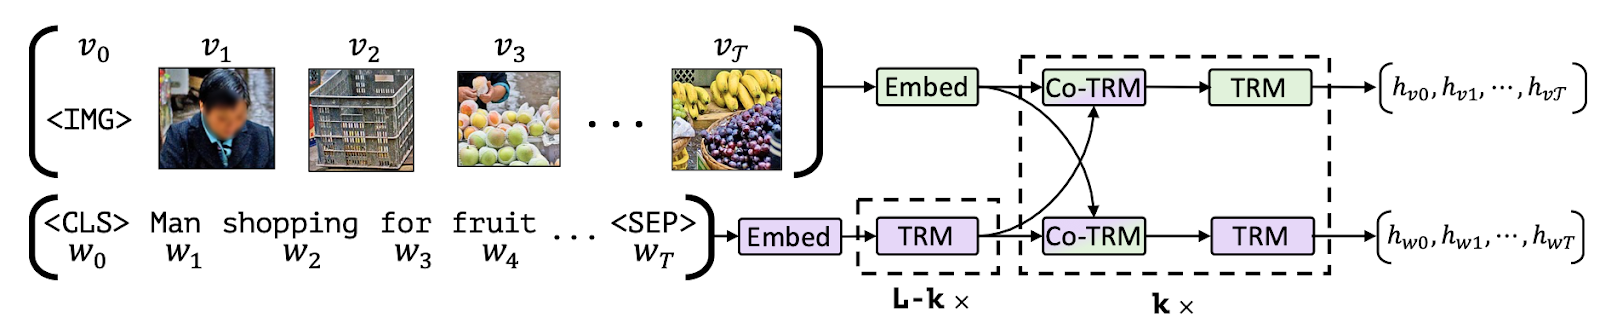 v0 v1 v2 v3 v𝒯
<IMG> ...
Embed Co-TRM TRM (hv0, hv1, ⋯, hv𝒯)
<CLS> Man shopping for fruit ... <SEP>
w0 w1 w2 w3 w4 wT
Embed TRM Co-TRM TRM (hw0, hw1, ⋯, hwT)
L-k × k ×